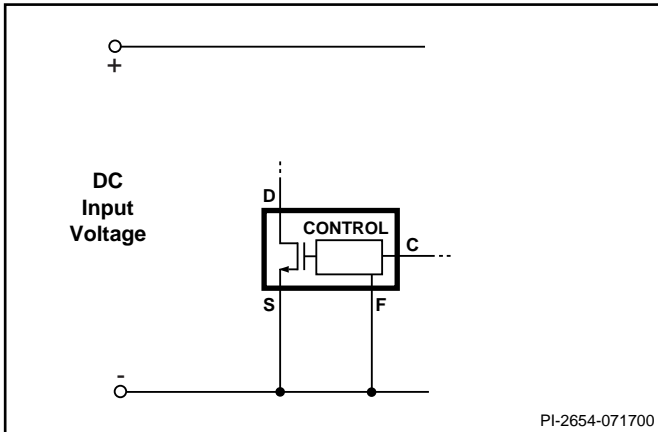 +
DC
Input
Voltage
D
CONTROL
C
S
F
-
PI-2654-071700